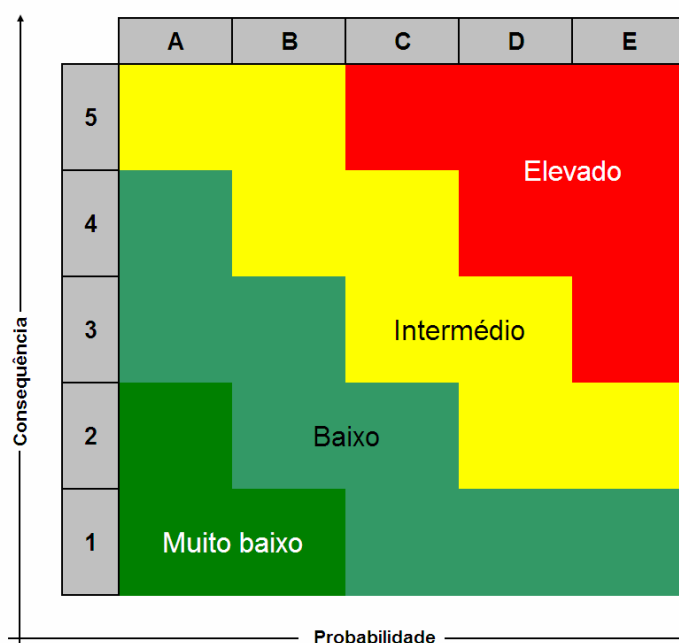 A B C D E
5
Elevado
4
3
Intermédio
2
Baixo
1
Muito baixo
Consequência
Probabilidade